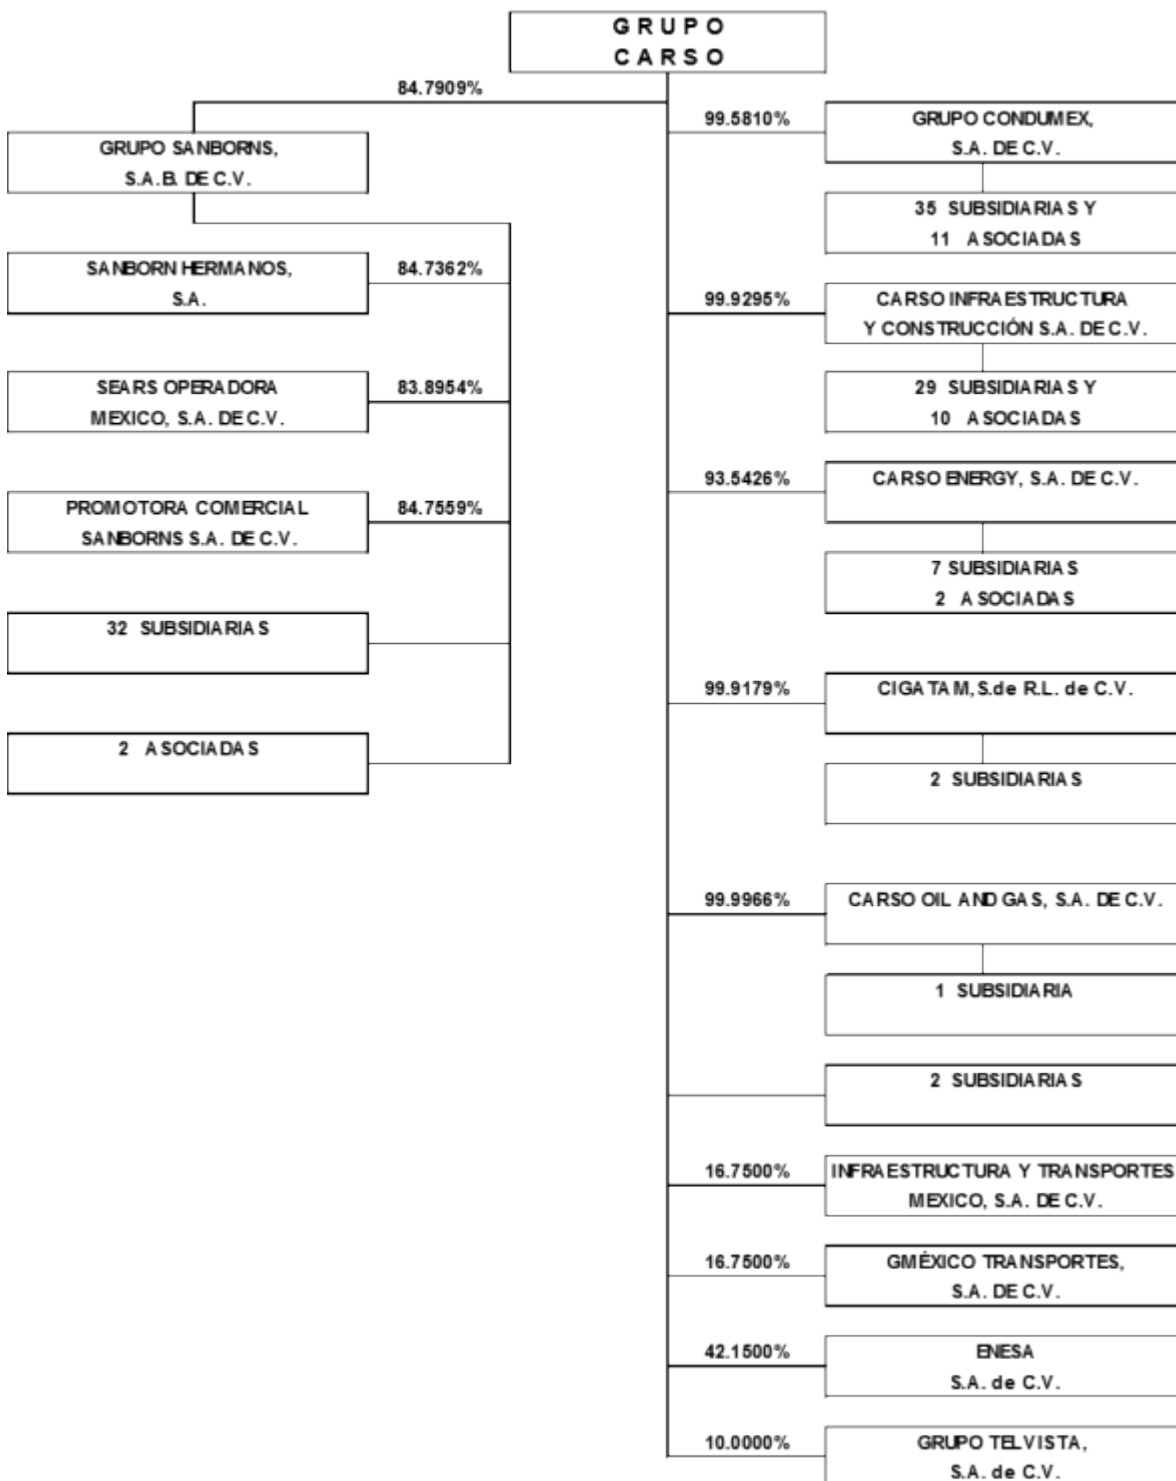 GRUPO
CARSO
84.7909%
GRUPO SANBORNS,
S.A.B. DE C.V.
SANBORN HERMANOS,
S.A.
84.7362%
SEARS OPERADORA
MEXICO, S.A. DE C.V.
83.8954%
PROMOTORA COMERCIAL
SANBORNS S.A. DE C.V.
84.7559%
32 SUBSIDIARIAS
2 ASOCIADAS
99.5810%
GRUPO CONDUMEX,
S.A. DE C.V.
35 SUBSIDIARIAS Y
11 ASOCIADAS
99.9295%
CARSO INFRAESTRUCTURA
Y CONSTRUCCIÓN S.A. DE C.V.
29 SUBSIDIARIAS Y
10 ASOCIADAS
93.5426%
CARSO ENERGY, S.A. DE C.V.
7 SUBSIDIARIAS
2 ASOCIADAS
99.9179%
CIGATAM, S.de R.L. de C.V.
2 SUBSIDIARIAS
99.9966%
CARSO OIL AND GAS, S.A. DE C.V.
1 SUBSIDIARIA
2 SUBSIDIARIAS
16.7500%
INFRAESTRUCTURA Y TRANSPORTES
MEXICO, S.A. DE C.V.
16.7500%
GMÉXICO TRANSPORTES,
S.A. DE C.V.
42.1500%
ENESA
S.A. de C.V.
10.0000%
GRUPO TELVISTA,
S.A. de C.V.